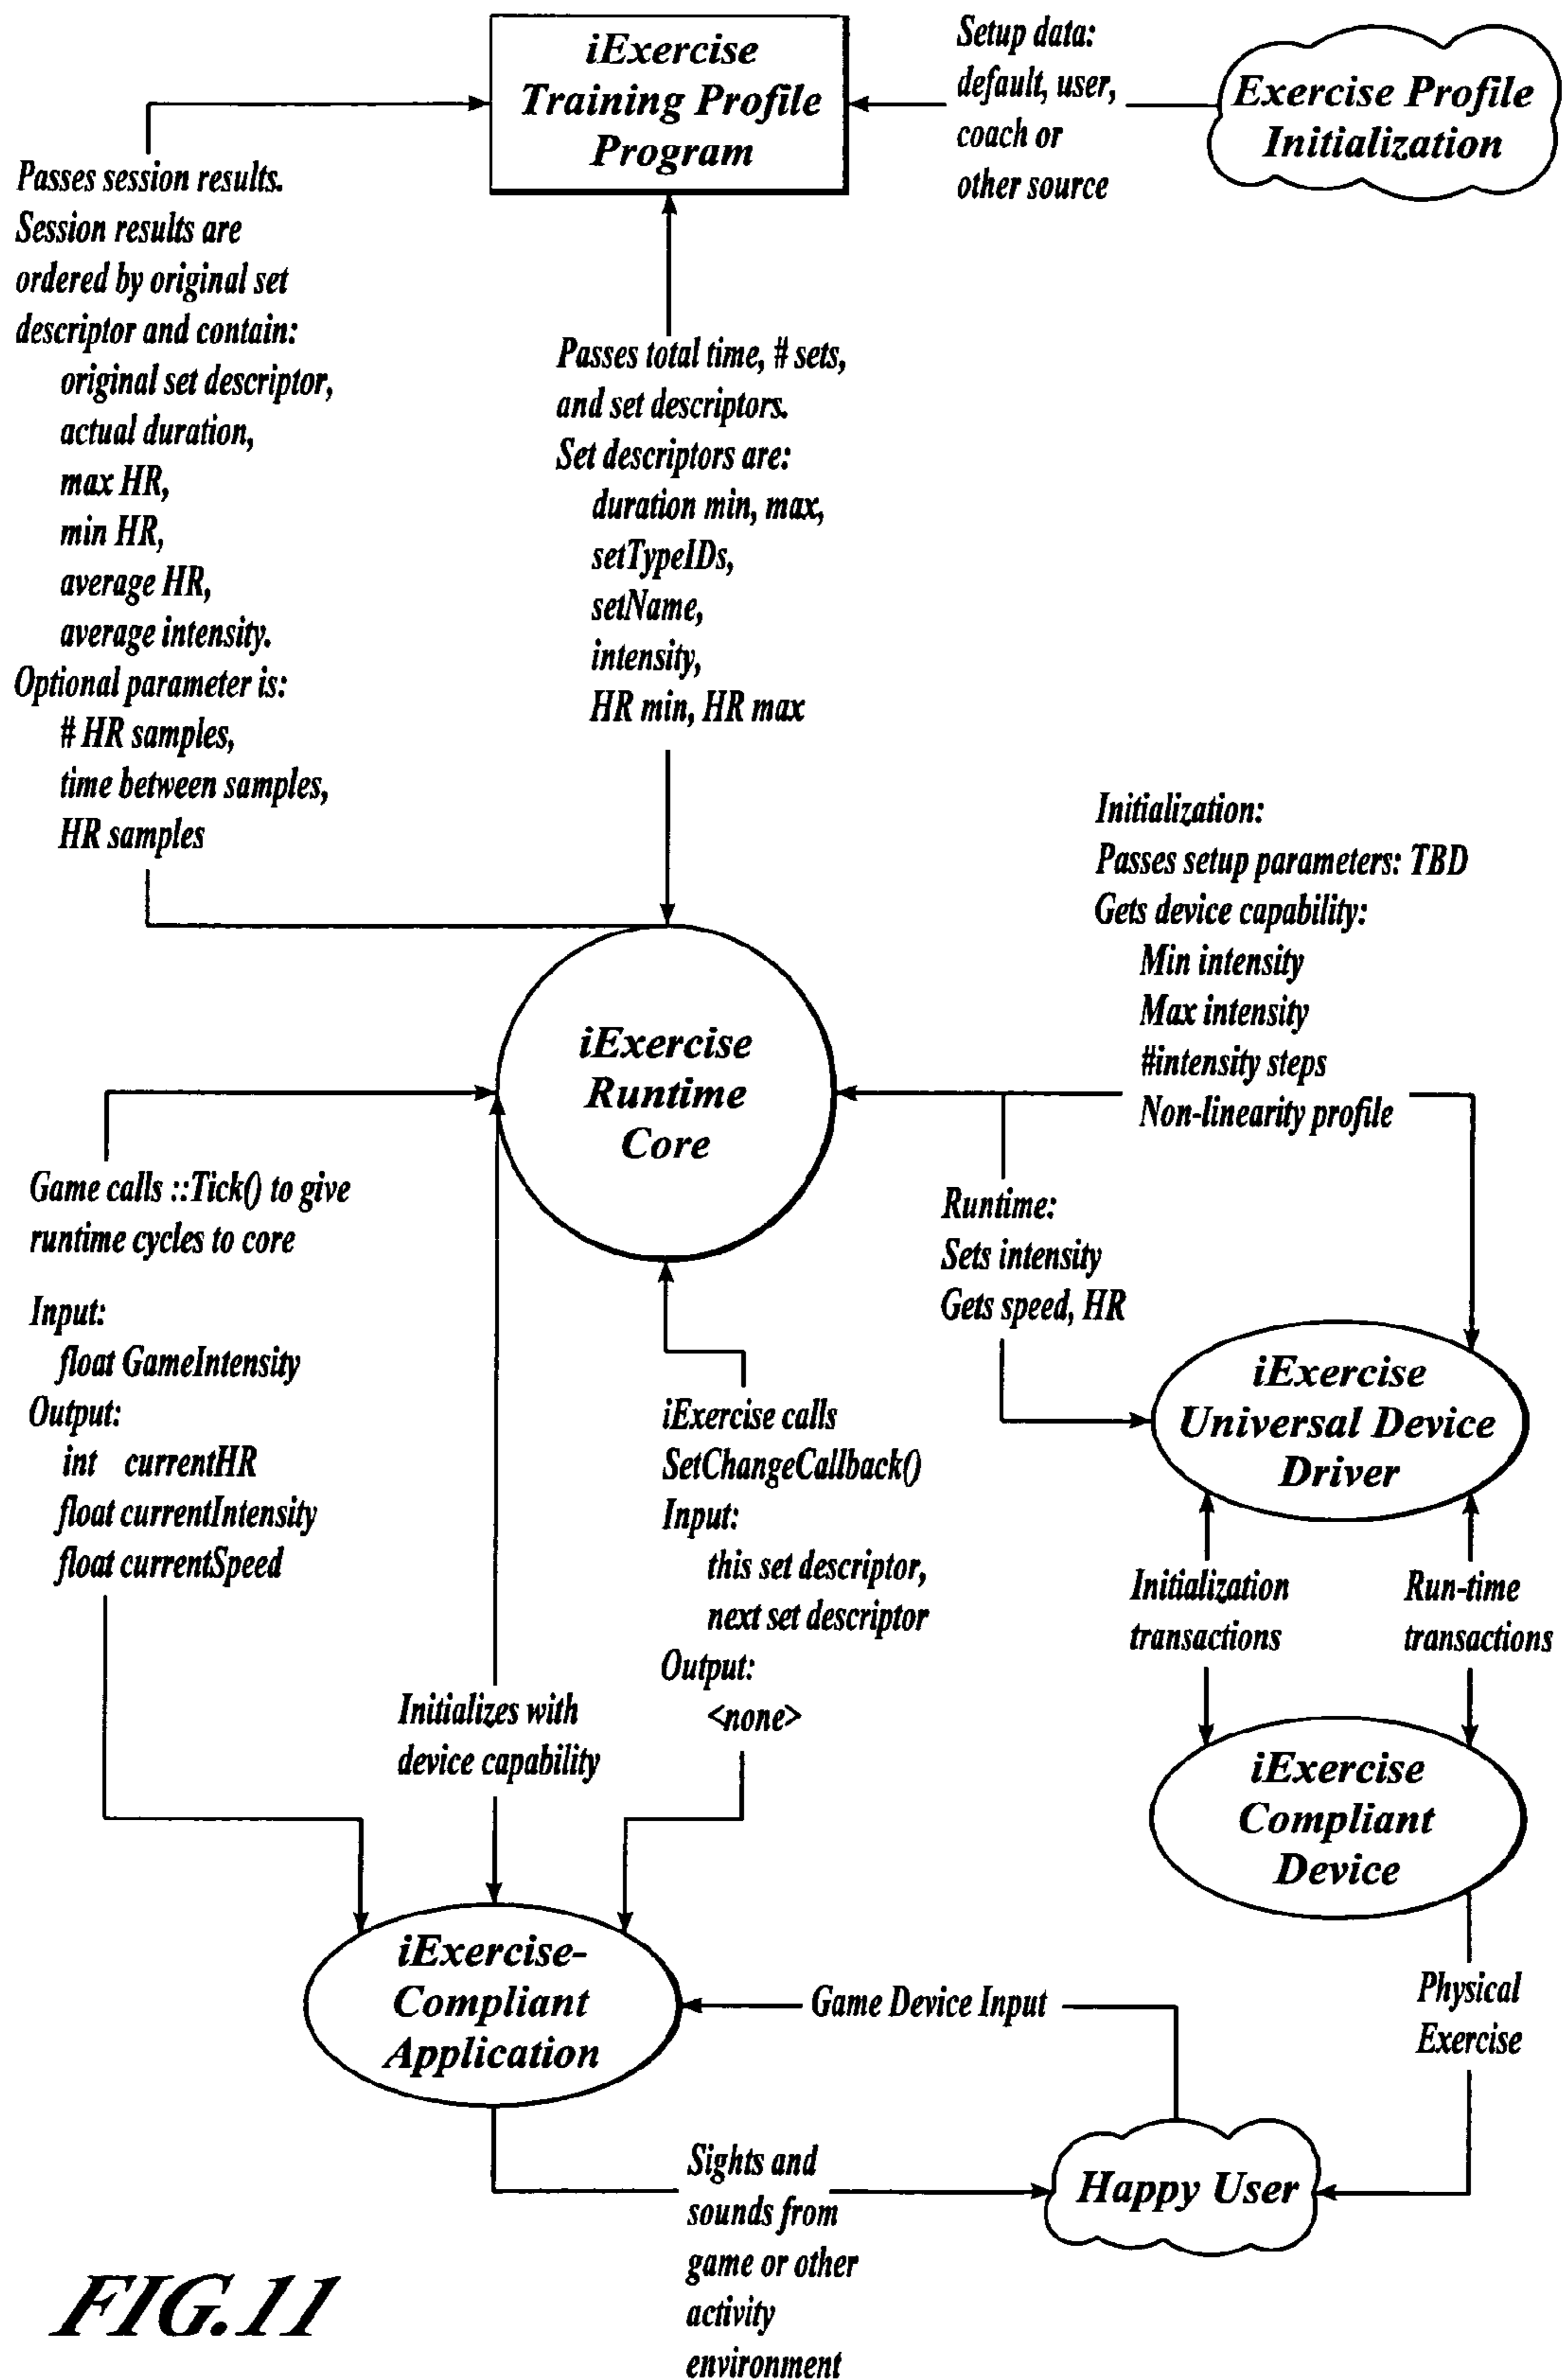 iExercise
Training Profile
Program
Setup data:
default, user,
coach or
other source
Exercise Profile
Initialization
Passes session results.
Session results are
ordered by original set
descriptor and contain:
original set descriptor,
actual duration,
max HR,
min HR,
average HR,
average intensity.
Optional parameter is:
# HR samples,
time between samples,
HR samples
Passes total time, # sets,
and set descriptors.
Set descriptors are:
duration min, max,
setTypeIDs,
setName,
intensity,
HR min, HR max
Initialization:
Passes setup parameters: TBD
Gets device capability:
Min intensity
Max intensity
#intensity steps
Non-linearity profile
iExercise
Runtime
Core
Game calls ::Tick() to give
runtime cycles to core
Input:
float GameIntensity
Output:
int currentHR
float currentIntensity
float currentSpeed
Runtime:
Sets intensity
Gets speed, HR
iExercise
Universal Device
Driver
iExercise calls
SetChangeCallback()
Input:
this set descriptor,
next set descriptor
Output:
<none>
Initializes with
device capability
Initialization
transactions
Run-time
transactions
iExercise
Compliant
Device
iExercise-
Compliant
Application
Game Device Input
Physical
Exercise
Happy User
Sights and
sounds from
game or other
activity
environment
FIG.11